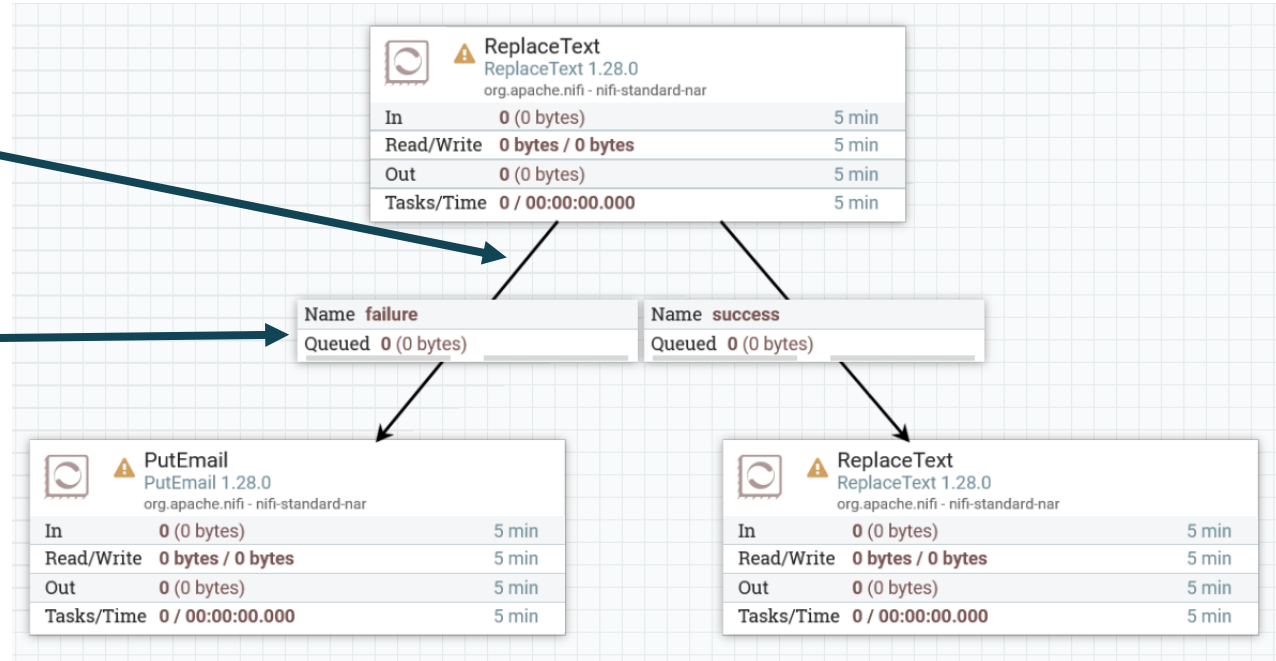 ReplaceText
ReplaceText 1.28.0
org.apache.nifi - nifi-standard-nar
In 0 (0 bytes) 5 min
Read/Write 0 bytes / 0 bytes 5 min
Out 0 (0 bytes) 5 min
Tasks/Time 0 / 00:00:00.000 5 min
Name failure
Queued 0 (0 bytes)
Name success
Queued 0 (0 bytes)
PutEmail
PutEmail 1.28.0
org.apache.nifi - nifi-standard-nar
In 0 (0 bytes) 5 min
Read/Write 0 bytes / 0 bytes 5 min
Out 0 (0 bytes) 5 min
Tasks/Time 0 / 00:00:00.000 5 min
ReplaceText
ReplaceText 1.28.0
org.apache.nifi - nifi-standard-nar
In 0 (0 bytes) 5 min
Read/Write 0 bytes / 0 bytes 5 min
Out 0 (0 bytes) 5 min
Tasks/Time 0 / 00:00:00.000 5 min